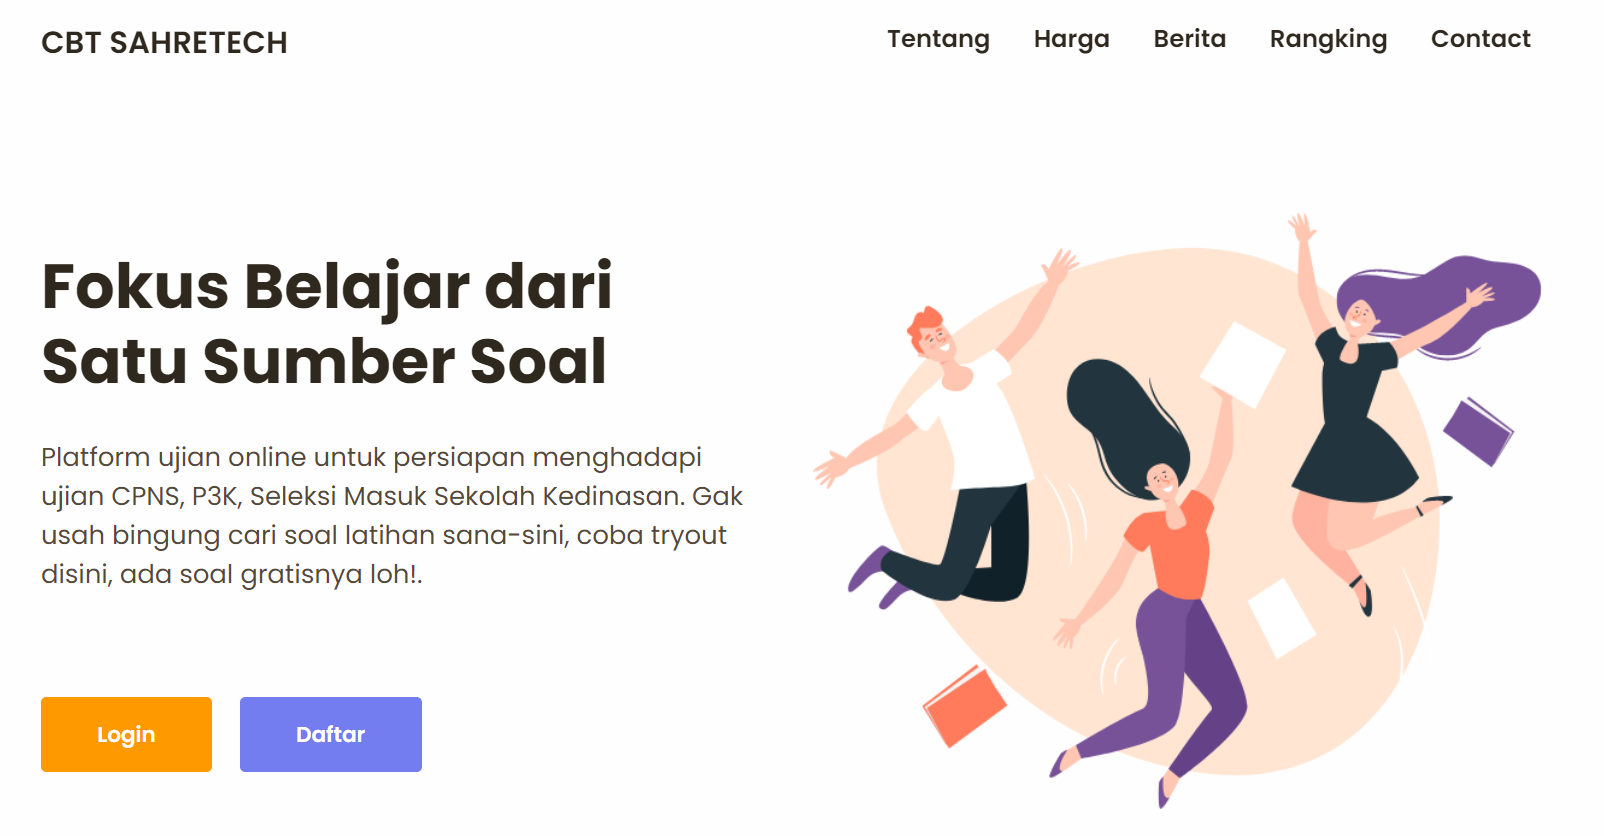 CBT SAHRETECH
Tentang Harga Berita Rangking Contact
Fokus Belajar dari
Satu Sumber Soal
Platform ujian online untuk persiapan menghadapi
ujian CPNS, P3K, Seleksi Masuk Sekolah Kedinasan. Gak
usah bingung cari soal latihan sana-sini, coba tryout
disini, ada soal gratisnya loh!.
Login Daftar